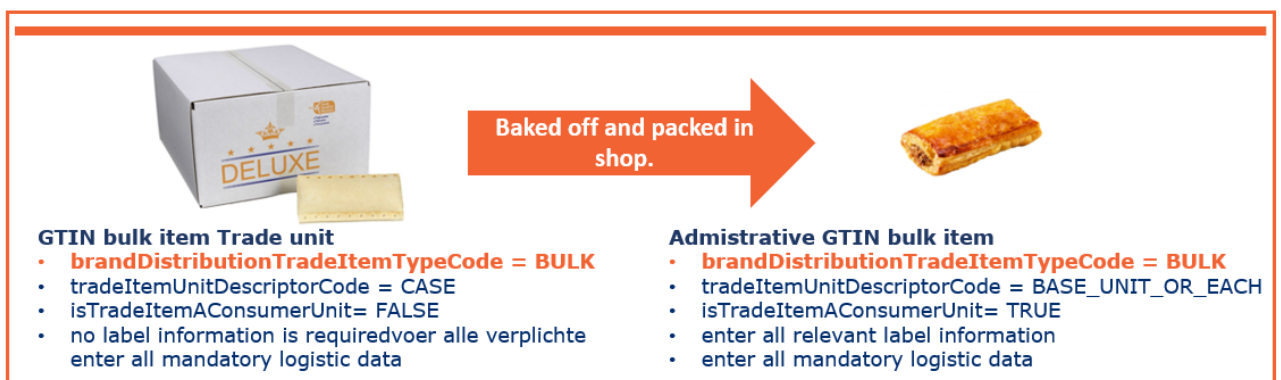 DELUXE
Baked off and packed in
shop.
GTIN bulk item Trade unit
• brandDistributionTradeItemTypeCode = BULK
• tradeItemUnitDescriptorCode = CASE
• isTradeItemAConsumerUnit= FALSE
• no label information is requiredvoer alle verplichte
enter all mandatory logistic data
Admistrative GTIN bulk item
• brandDistributionTradeItemTypeCode = BULK
• tradeItemUnitDescriptorCode = BASE_UNIT_OR_EACH
• isTradeItemAConsumerUnit= TRUE
• enter all relevant label information
• enter all mandatory logistic data